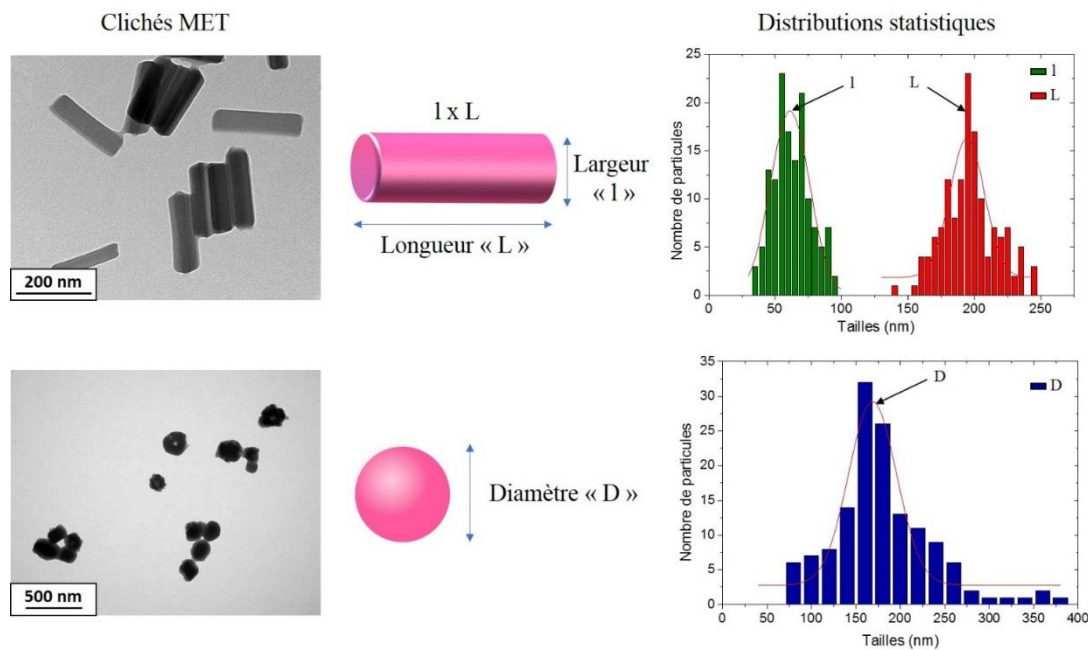 Clichés MET
Distributions statistiques
200 nm
l x L
Largeur
« l »
Longueur « L »
25
20
15
10
5
0
Nombre de particules
l
L
l
L
0
50
100
150
200
250
Tailles (nm)
500 nm
Diamètre « D »
35
30
25
20
15
10
5
0
Nombre de particules
D
D
0
50
100
150
200
250
300
350
400
Tailles (nm)